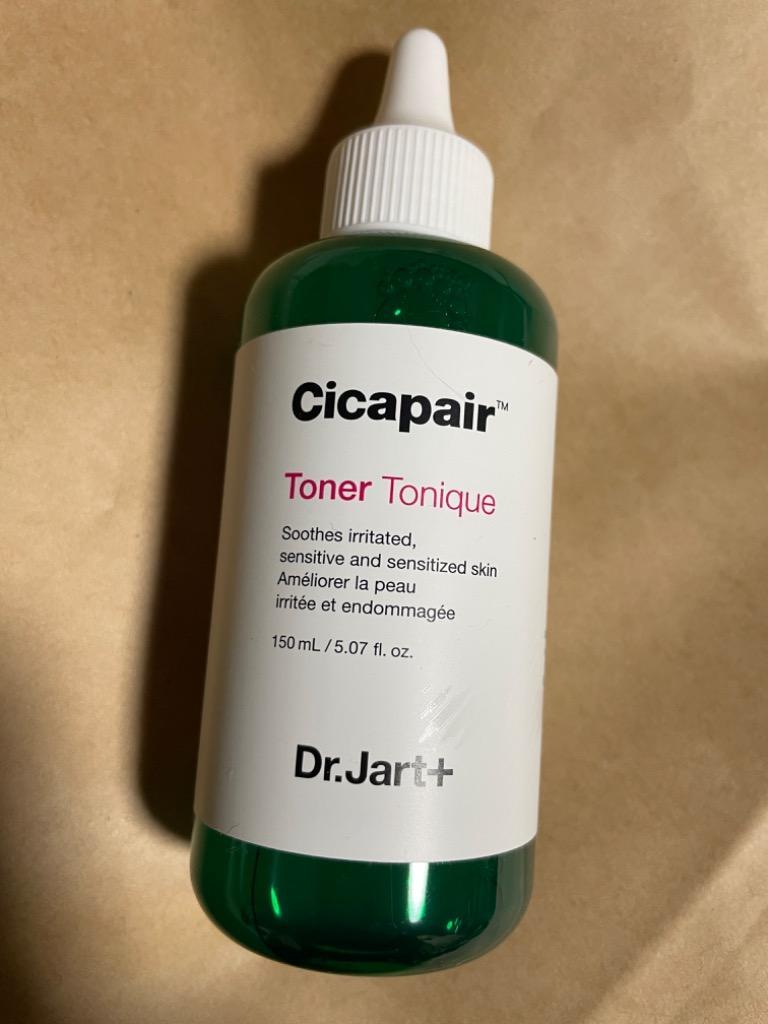 Cicapair™
Toner Tonique
Soothes irritated,
sensitive and sensitized skin
Améliorer la peau
irritée et endommagée
150 mL / 5.07 fl. oz.
Dr.Jart+